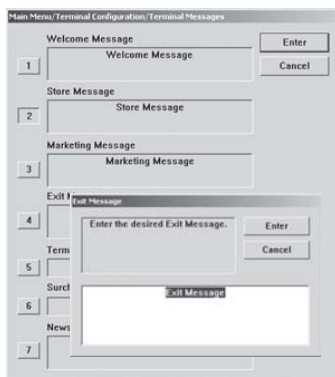 Main Menu/Terminal Configuration/Terminal Messages
Welcome Message
Enter
1
Welcome Message
Cancel
Store Message
2
Store Message
Marketing Message
3
Marketing Message
Exit
Exit Message
4
Enter the desired Exit Message.
Enter
Term
Cancel
5
Surch
6
Exit Message
News
7